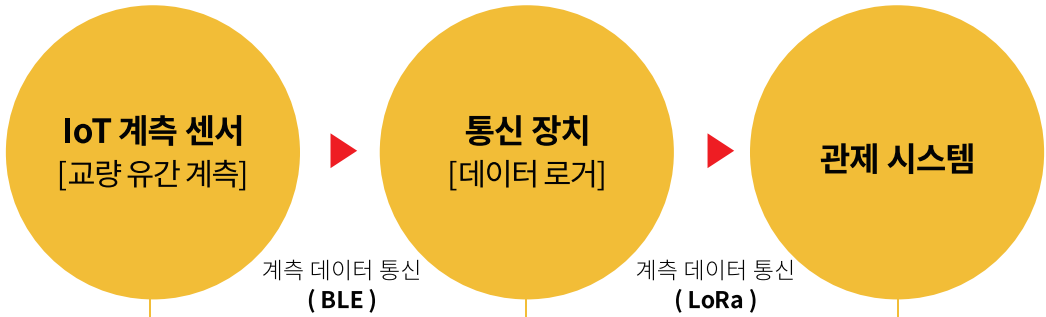 IoT 계측 센서
[교량 유간 계측]
통신 장치
[데이터 로거]
관제 시스템
계측 데이터 통신
( BLE )
계측 데이터 통신
( LoRa )